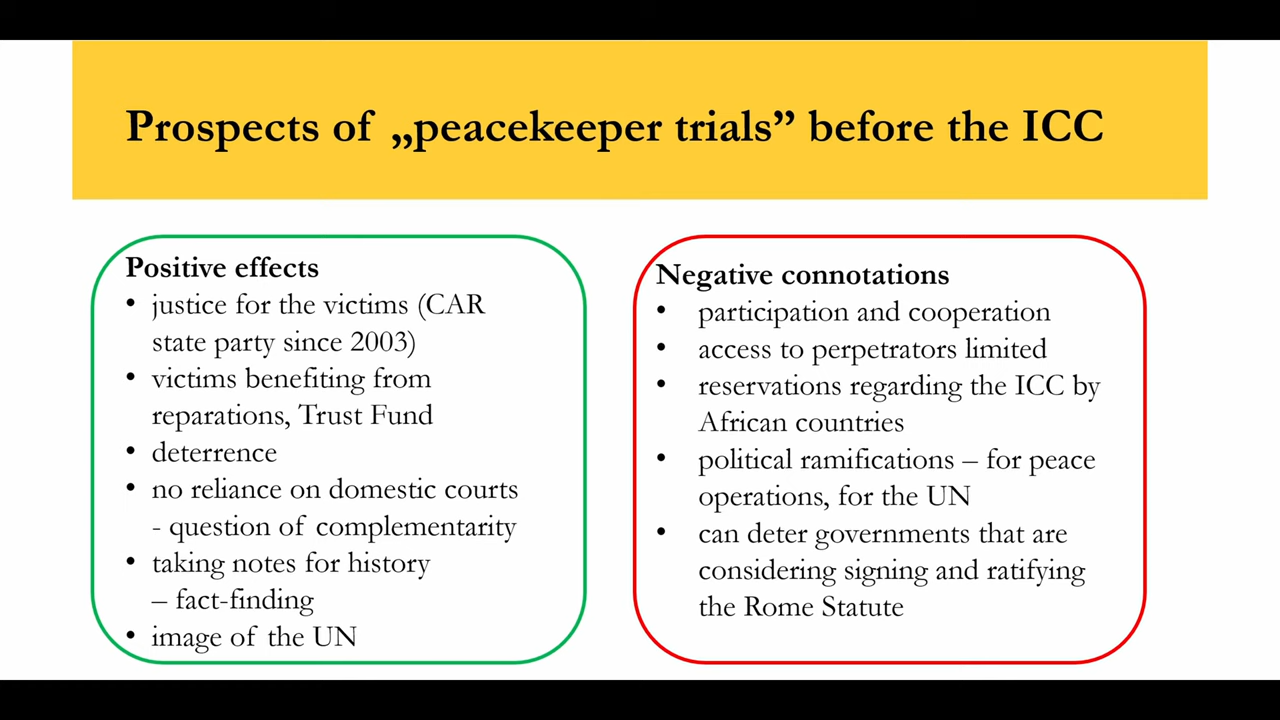 Prospects of „peacekeeper trials” before the ICC
Positive effects
• justice for the victims (CAR
state party since 2003)
• victims benefiting from
reparations, Trust Fund
• deterrence
• no reliance on domestic courts
- question of complementarity
• taking notes for history
– fact-finding
• image of the UN
Negative connotations
• participation and cooperation
• access to perpetrators limited
• reservations regarding the ICC by
African countries
• political ramifications – for peace
operations, for the UN
• can deter governments that are
considering signing and ratifying
the Rome Statute